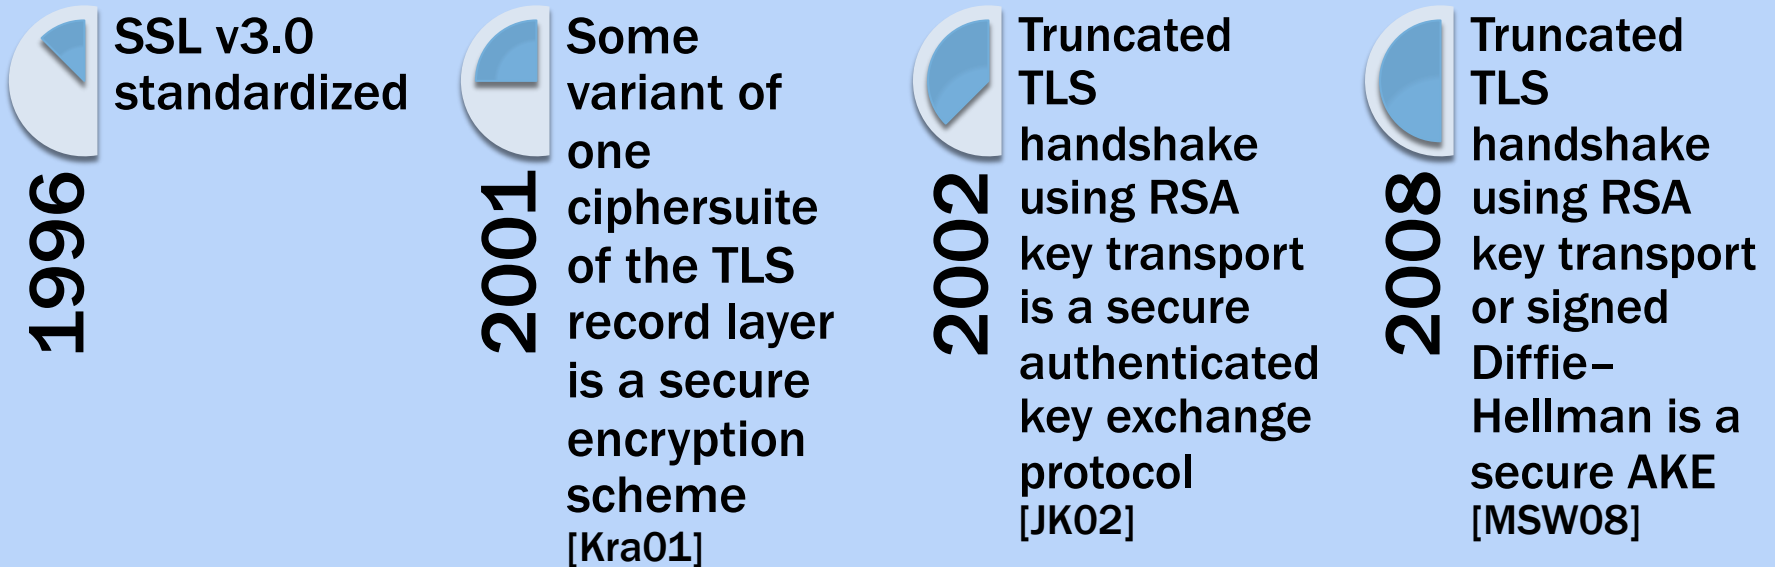 1996
SSL v3.0
standardized
2001
Some
variant of
one
ciphersuite
of the TLS
record layer
is a secure
encryption
scheme
[Kra01]
2002
Truncated
TLS
handshake
using RSA
key transport
is a secure
authenticated
key exchange
protocol
[JK02]
2008
Truncated
TLS
handshake
using RSA
key transport
or signed
Diffie–
Hellman is a
secure AKE
[MSW08]